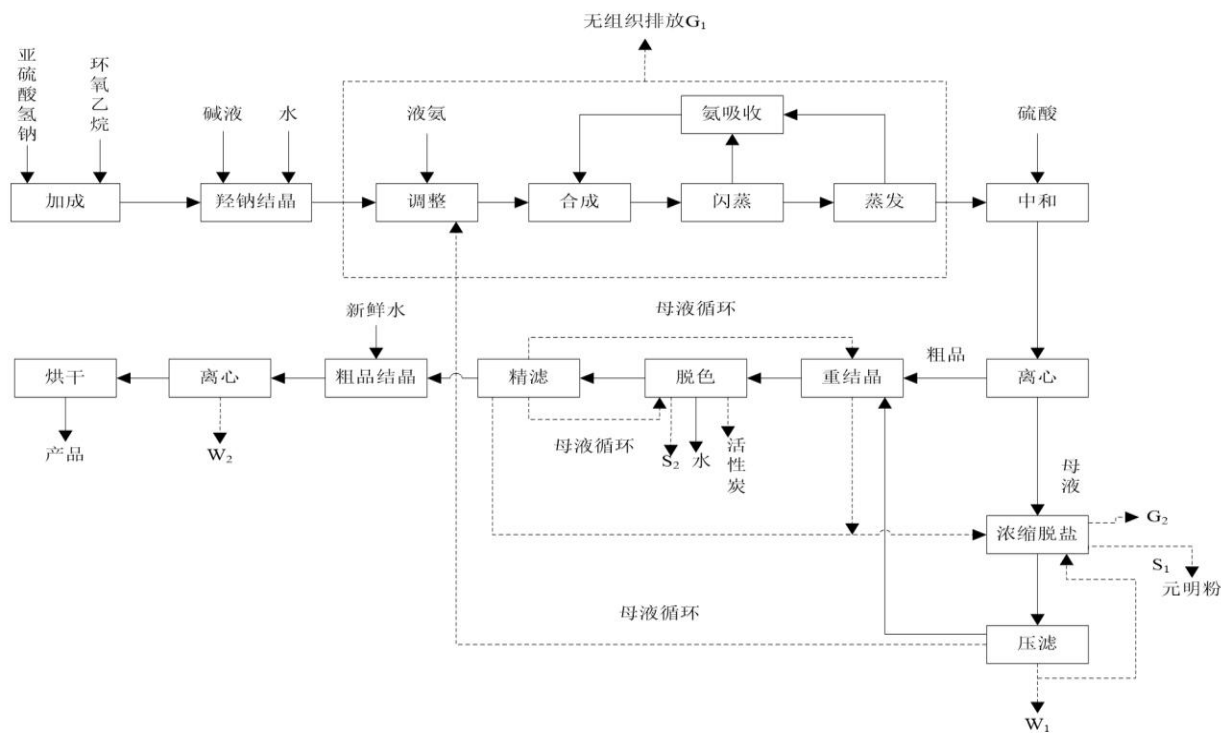 无组织排放G₁
亚硫酸氢钠
环氧乙烷
碱液
水
液氨
氨吸收
硫酸
加成
羟钠结晶
调整
合成
闪蒸
蒸发
中和
新鲜水
母液循环
粗品
烘干
离心
粗品结晶
精滤
脱色
重结晶
离心
产品
W₂
母液循环
S₂
水
活性炭
母液
浓缩脱盐
G₂
S₁
元明粉
母液循环
压滤
W₁